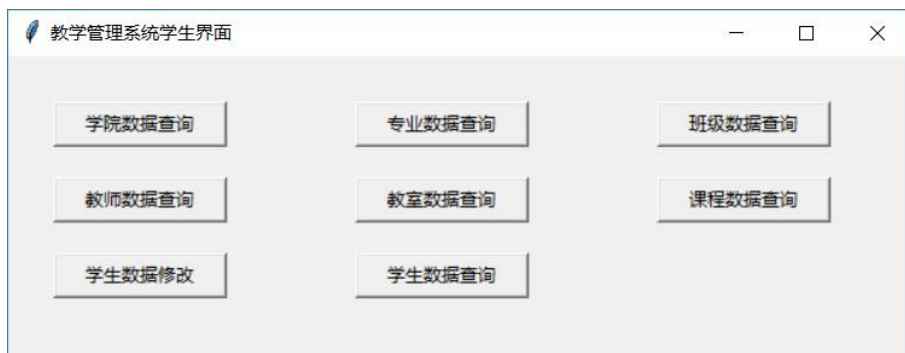 教学管理系统学生界面
学院数据查询 专业数据查询 班级数据查询
教师数据查询 教室数据查询 课程数据查询
学生数据修改 学生数据查询